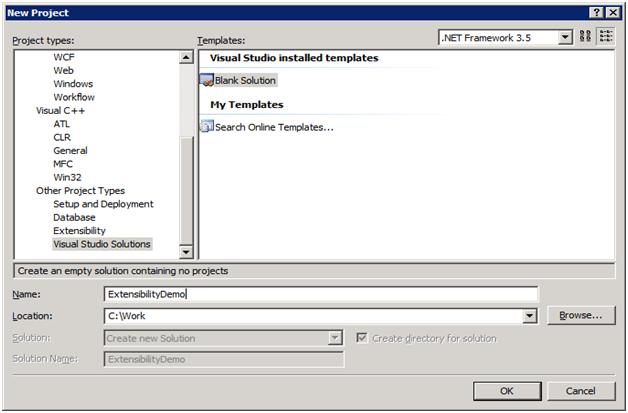 New Project
Project types:
Templates:
.NET Framework 3.5
WCF
Web
Windows
Workflow
Visual C++
ATL
CLR
General
MFC
Win32
Other Project Types
Setup and Deployment
Database
Extensibility
Visual Studio Solutions
Visual Studio installed templates
Blank Solution
My Templates
Search Online Templates...
Create an empty solution containing no projects
Name:
ExtensibilityDemo
Location:
C:\Work
Browse...
Solution:
Create new Solution
Create directory for solution
Solution Name:
ExtensibilityDemo
OK
Cancel